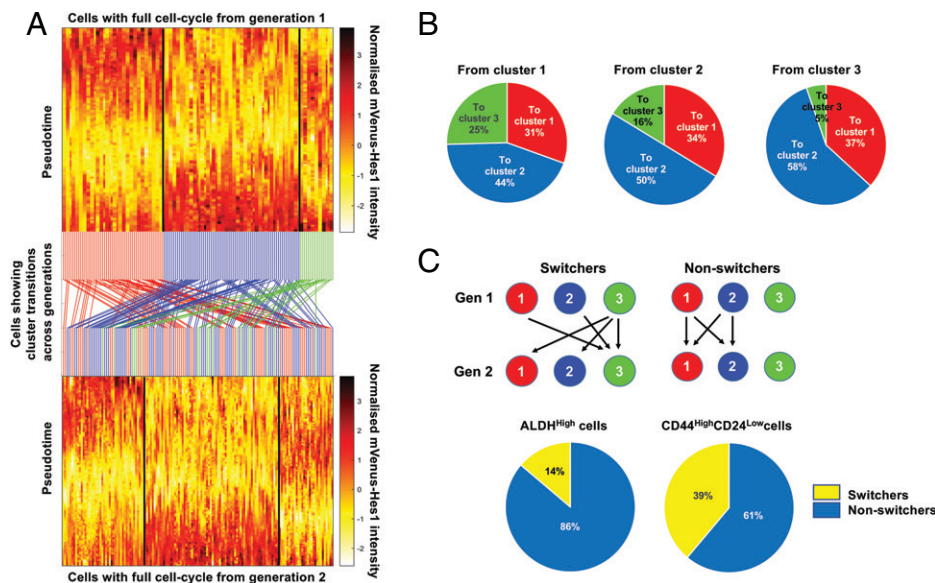 A
Cells with full cell-cycle from generation 1
Pseudotime
3
2
1
0
-1
-2
Normalised mVenus-Hes1 intensity
Cells showing
cluster transitions
across generations
Pseudotime
3
2
1
0
-1
-2
Normalised mVenus-Hes1 intensity
Cells with full cell-cycle from generation 2
B
From cluster 1
To
cluster 3
25%
To
cluster 1
31%
To
cluster 2
44%
From cluster 2
To
cluster 3
16%
To
cluster 1
34%
To
cluster 2
50%
From cluster 3
To
cluster 3
5%
To
cluster 1
37%
To
cluster 2
58%
C
Switchers
Non-switchers
Gen 1
1 2 3
1 2 3
Gen 2
1 2 3
1 2 3
ALDHHigh cells
14%
86%
CD44HighCD24Lowcells
39%
61%
Switchers
Non-switchers